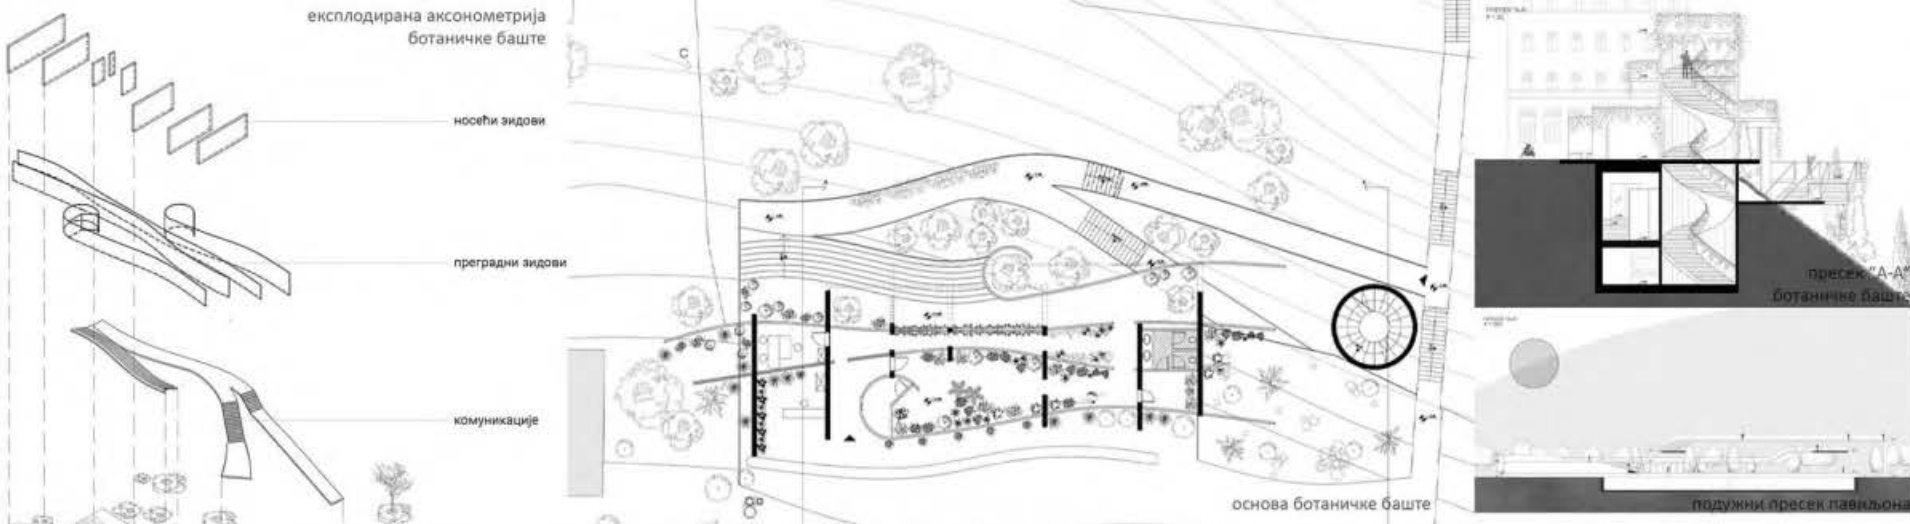 експлодирана аксонометрија
ботаничке баште
носећи зидови
преградни зидови
комуникације
C
основа ботаничке баште
пресек "А-А"
ботаничке баште
подужни пресек павиљона